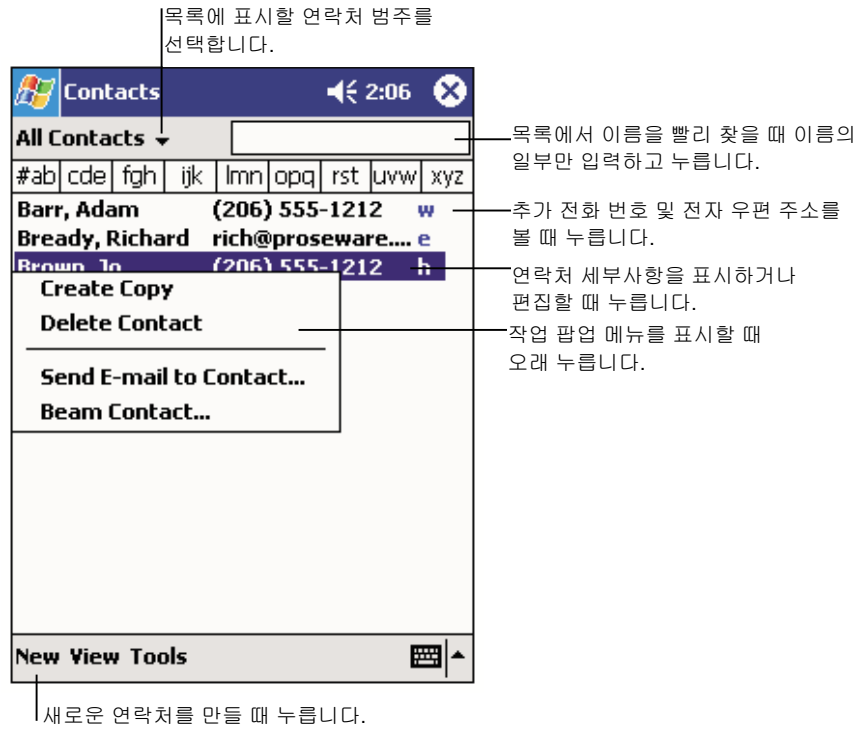 목록에 표시할 연락처 범주를
선택합니다.
Contacts 2:06
All Contacts
목록에서 이름을 빨리 찾을 때 이름의
일부만 입력하고 누릅니다.
#ab cde fgh ijk lmn opq rst uvw xyz
Barr, Adam (206) 555-1212 w
추가 전화 번호 및 전자 우편 주소를
볼 때 누릅니다.
Bready, Richard rich@proseware.... e
Brown, Jo (206) 555-1212 h
연락처 세부사항을 표시하거나
편집할 때 누릅니다.
Create Copy
Delete Contact
작업 팝업 메뉴를 표시할 때
오래 누릅니다.
Send E-mail to Contact...
Beam Contact...
New View Tools
새로운 연락처를 만들 때 누릅니다.